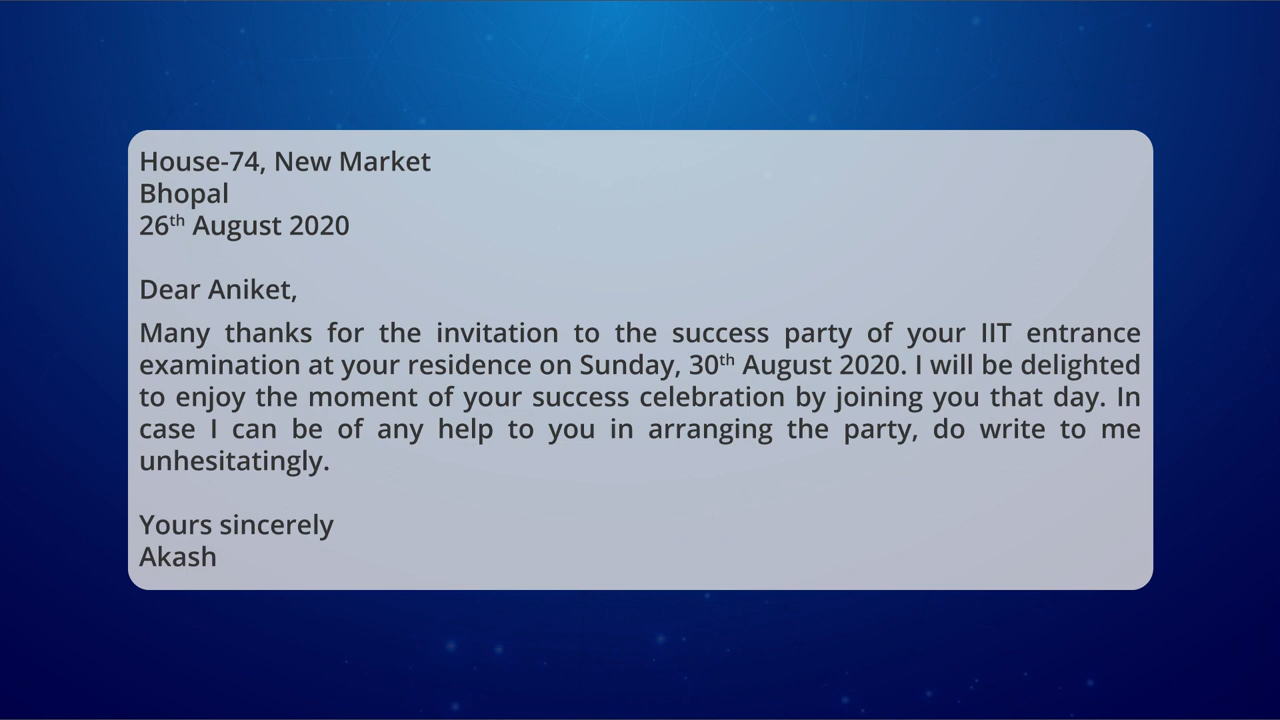 House-74, New Market
Bhopal
26th August 2020
Dear Aniket,
Many thanks for the invitation to the success party of your IIT entrance
examination at your residence on Sunday, 30th August 2020. I will be delighted
to enjoy the moment of your success celebration by joining you that day. In
case I can be of any help to you in arranging the party, do write to me
unhesitatingly.
Yours sincerely
Akash